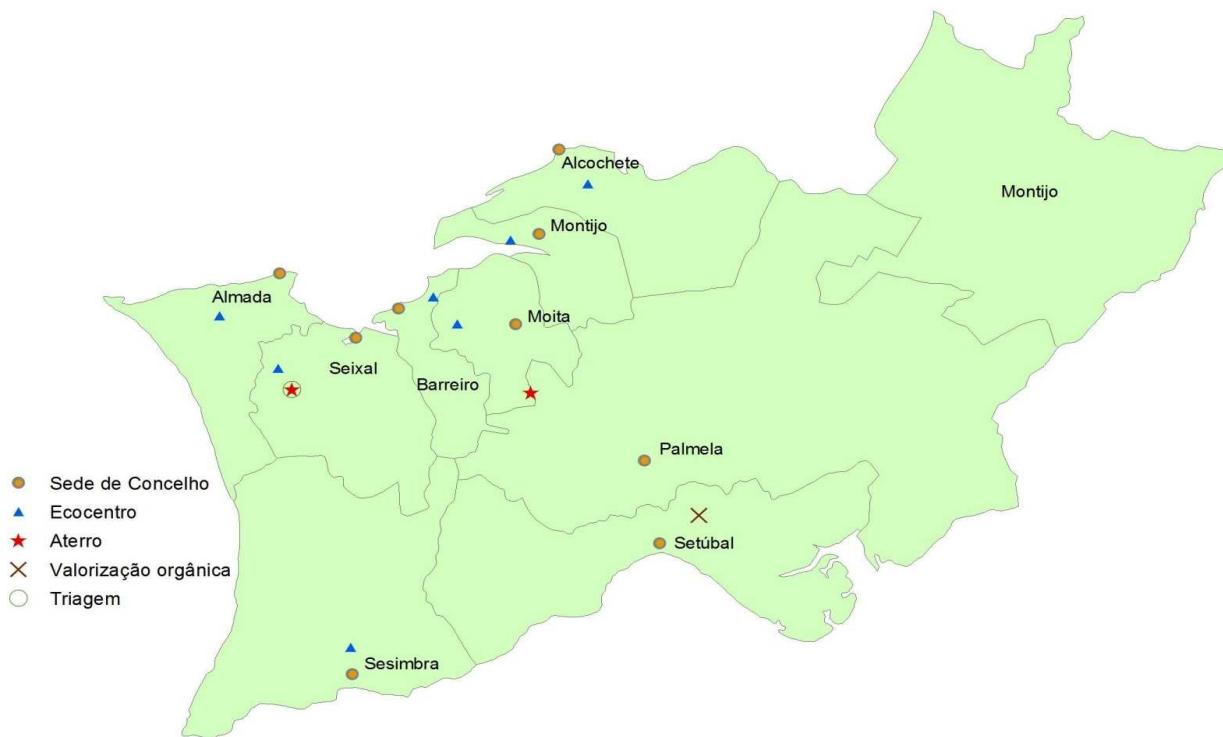 Alcochete
Montijo
Montijo
Almada
Moita
Seixal
Barreiro
Palmela
Setúbal
Sesimbra
Sede de Concelho
Ecocentro
Aterro
Valorização orgânica
Triagem